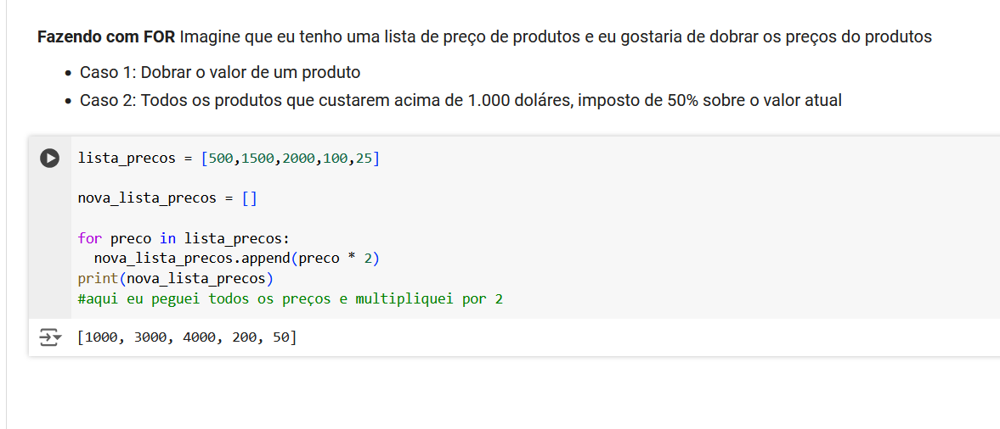 Fazendo com FOR Imagine que eu tenho uma lista de preço de produtos e eu gostaria de dobrar os preços do produtos
• Caso 1: Dobrar o valor de um produto
• Caso 2: Todos os produtos que custarem acima de 1.000 doláres, imposto de 50% sobre o valor atual
lista_precos = [500,1500,2000,100,25]
nova_lista_precos = []
for preco in lista_precos:
  nova_lista_precos.append(preco * 2)
print(nova_lista_precos)
#aqui eu peguei todos os preços e multipliquei por 2
[1000, 3000, 4000, 200, 50]